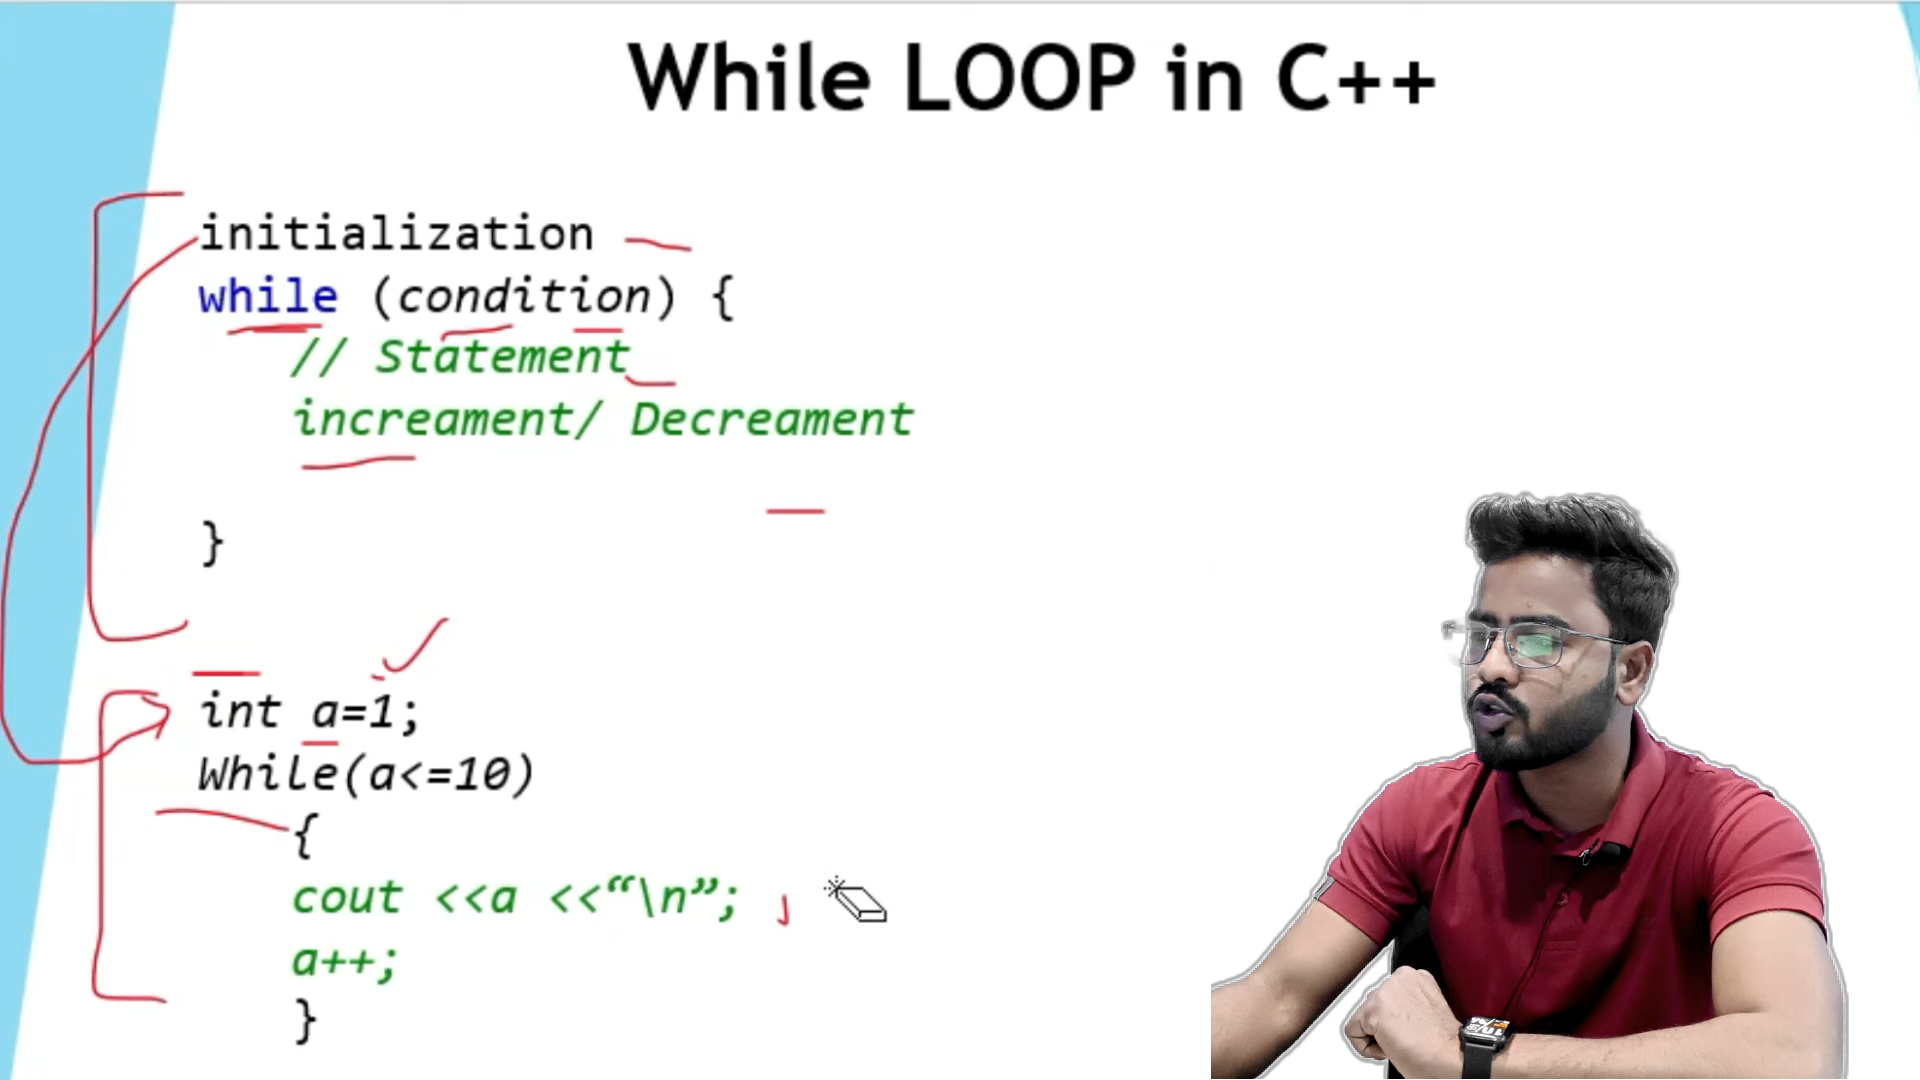 While LOOP in C++
initialization
while (condition) {
// Statement
increament/ Decreament
}
int a=1;
While(a<=10)
{
cout <<a <<“\n”;
a++;
}